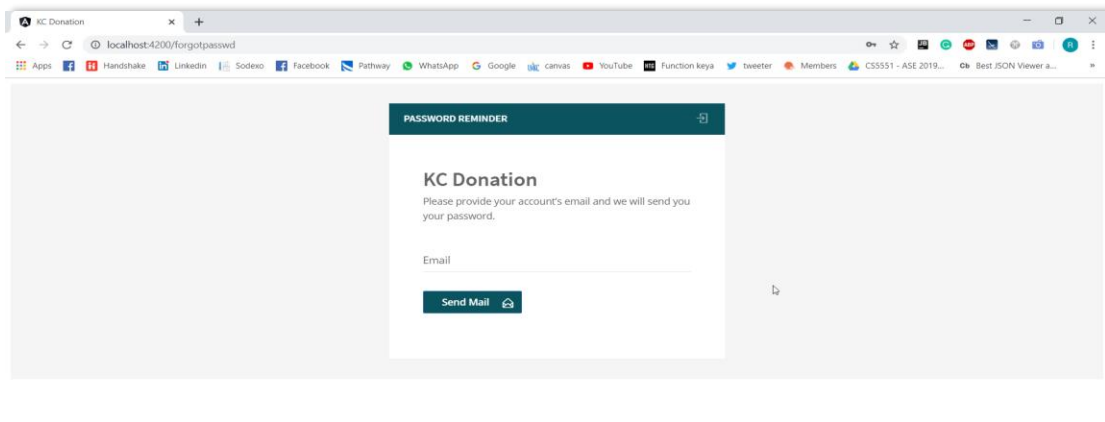 KC Donation
localhost:4200/forgotpasswd
Apps Handshake Linkedin Sodexo Facebook Pathway WhatsApp Google canvas YouTube Function keya tweeter Members CS5551 - ASE 2019... Cb Best JSON Viewer a... »
PASSWORD REMINDER
KC Donation
Please provide your account's email and we will send you
your password.
Email
Send Mail